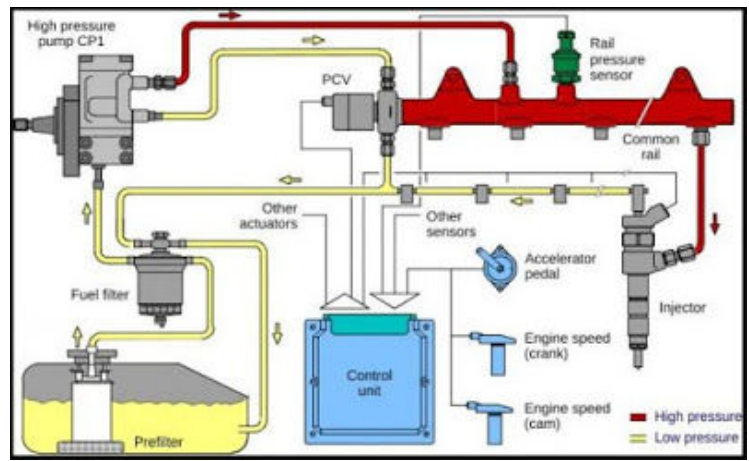 High pressure
pump CP1
PCV
Rail
pressure
sensor
Common
rail
Other
actuators
Other
sensors
Accelerator
pedal
Fuel filter
Injector
Engine speed
(crank)
Control
unit
Engine speed
(cam)
High pressure
Low pressure
Prefilter